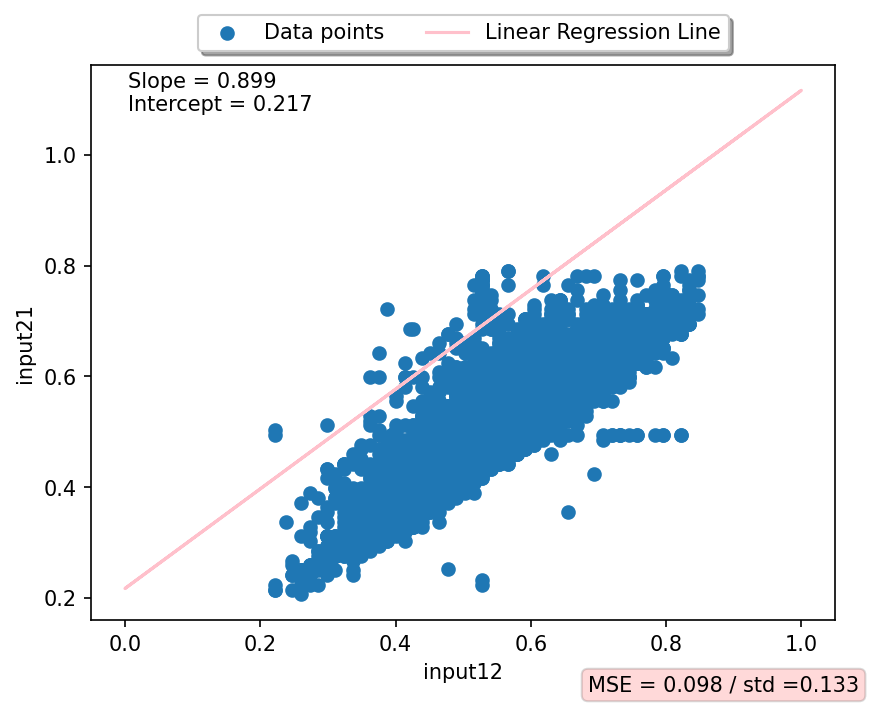 Data points
Linear Regression Line
Slope = 0.899
Intercept = 0.217
input21
1.0
0.8
0.6
0.4
0.2
0.0
0.2
0.4
0.6
0.8
1.0
input12
MSE = 0.098 / std =0.133